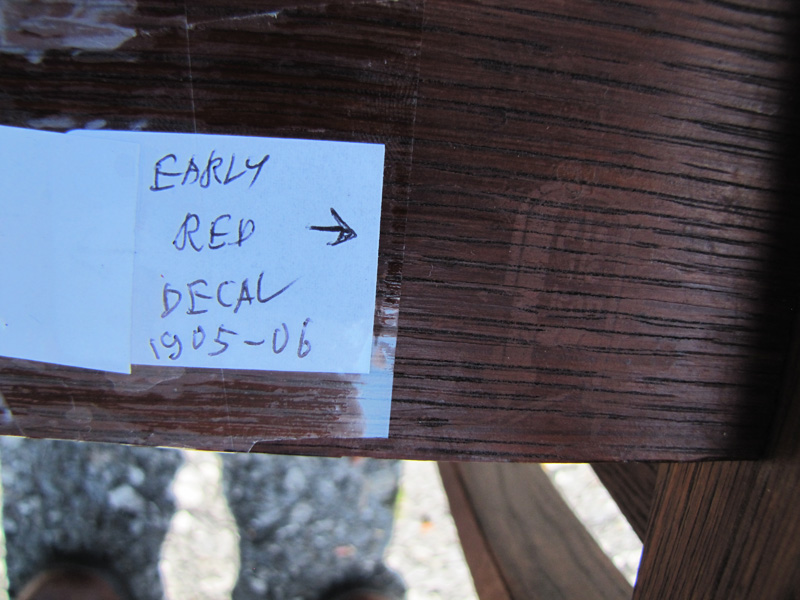 EARLY
RED →
DECAL
1905-06